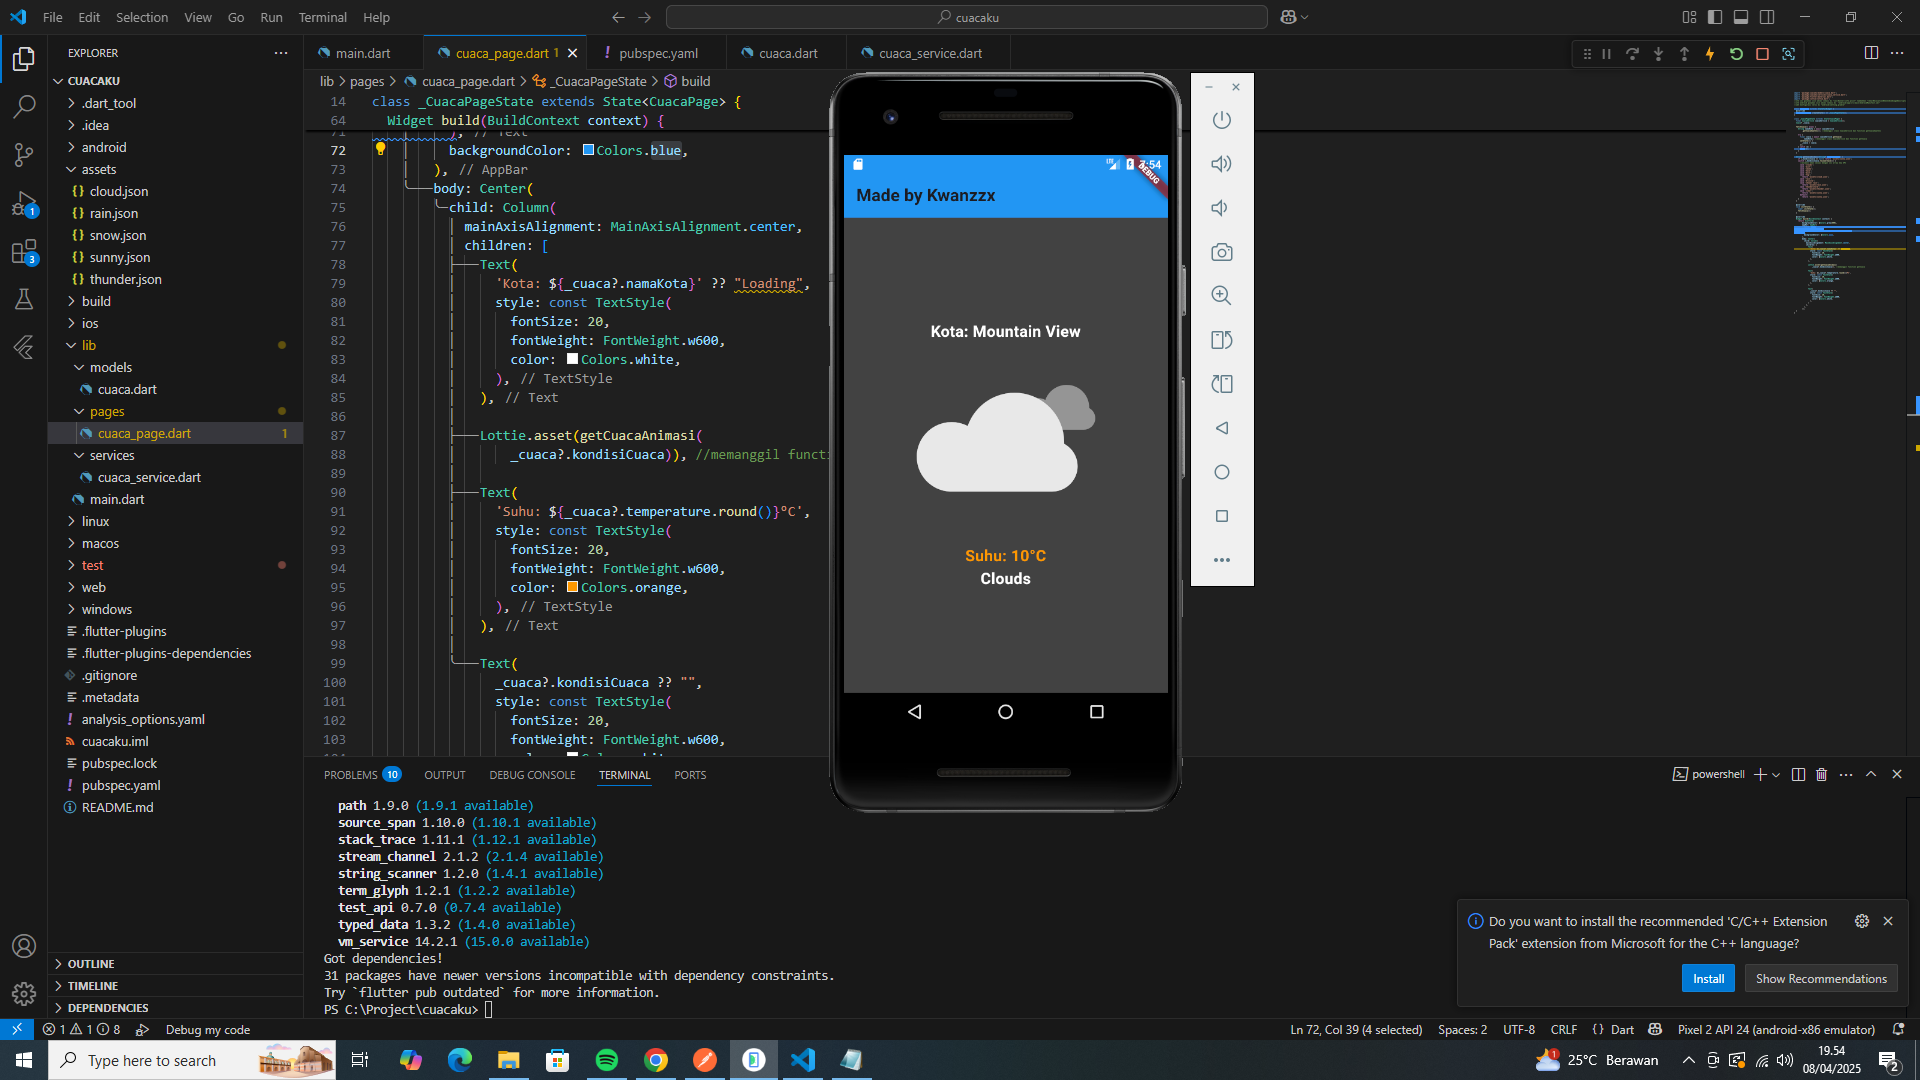 File Edit Selection View Go Run Terminal Help
cuacaku
EXPLORER
main.dart
cuaca_page.dart 1
pubspec.yaml
cuaca.dart
cuaca_service.dart
CUACAKU
.dart_tool
.idea
android
assets
cloud.json
rain.json
snow.json
sunny.json
thunder.json
build
ios
lib
models
cuaca.dart
pages
cuaca_page.dart 1
services
cuaca_service.dart
main.dart
linux
macos
test
web
windows
.flutter-plugins
.flutter-plugins-dependencies
.gitignore
.metadata
analysis_options.yaml
cuacaku.iml
pubspec.lock
pubspec.yaml
README.md
OUTLINE
TIMELINE
DEPENDENCIES
lib > pages > cuaca_page.dart > _CuacaPageState > build
14 class _CuacaPageState extends State<CuacaPage> {
64 Widget build(BuildContext context) {
71 ), // Text
72 backgroundColor: Colors.blue,
73 ), // AppBar
74 body: Center(
75 child: Column(
76 mainAxisAlignment: MainAxisAlignment.center,
77 children: [
78 Text(
79 'Kota: ${_cuaca?.namaKota}' ?? "Loading",
80 style: const TextStyle(
81 fontSize: 20,
82 fontWeight: FontWeight.w600,
83 color: Colors.white,
84 ), // TextStyle
85 ), // Text
86
87 Lottie.asset(getCuacaAnimasi(
88 _cuaca?.kondisiCuaca)), //memanggil functi
89
90 Text(
91 'Suhu: ${_cuaca?.temperature.round()}°C',
92 style: const TextStyle(
93 fontSize: 20,
94 fontWeight: FontWeight.w600,
95 color: Colors.orange,
96 ), // TextStyle
97 ), // Text
98
99 Text(
100 _cuaca?.kondisiCuaca ?? "",
101 style: const TextStyle(
102 fontSize: 20,
103 fontWeight: FontWeight.w600,
LTE 7:54
DEBUG
Made by Kwanzzx
Kota: Mountain View
Suhu: 10°C
Clouds
PROBLEMS 10 OUTPUT DEBUG CONSOLE TERMINAL PORTS
powershell
path 1.9.0 (1.9.1 available)
source_span 1.10.0 (1.10.1 available)
stack_trace 1.11.1 (1.12.1 available)
stream_channel 2.1.2 (2.1.4 available)
string_scanner 1.2.0 (1.4.1 available)
term_glyph 1.2.1 (1.2.2 available)
test_api 0.7.0 (0.7.4 available)
typed_data 1.3.2 (1.4.0 available)
vm_service 14.2.1 (15.0.0 available)
Got dependencies!
31 packages have newer versions incompatible with dependency constraints.
Try `flutter pub outdated` for more information.
PS C:\Project\cuacaku>
Do you want to install the recommended 'C/C++ Extension
Pack' extension from Microsoft for the C++ language?
Install
Show Recommendations
1 1 8 Debug my code
Ln 72, Col 39 (4 selected) Spaces: 2 UTF-8 CRLF {} Dart Pixel 2 API 24 (android-x86 emulator)
Type here to search
25°C Berawan
19.54
08/04/2025
2